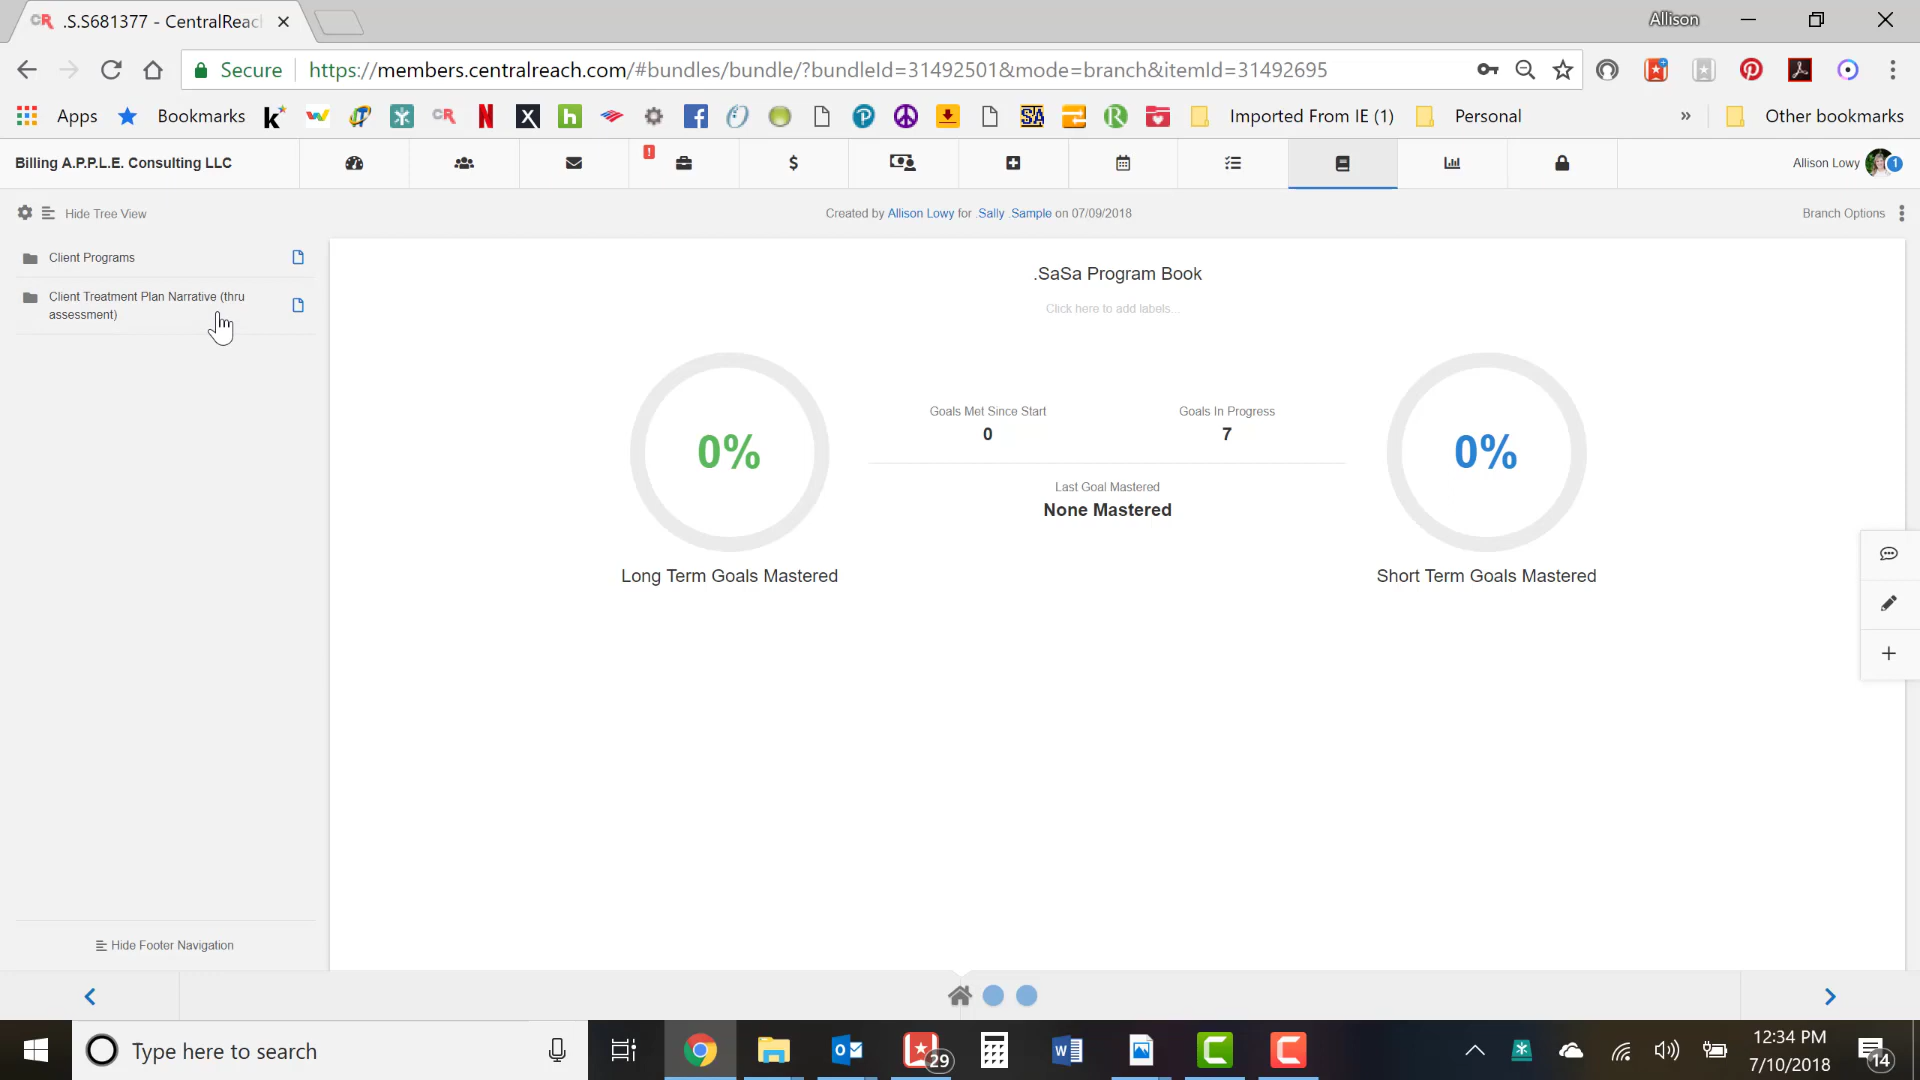 .S.S681377 - CentralReach
Allison
Secure
https://members.centralreach.com/#bundles/bundle/?bundleId=31492501&mode=branch&itemId=31492695
Apps
Bookmarks
Imported From IE (1)
Personal
»
Other bookmarks
Billing A.P.P.L.E. Consulting LLC
Allison Lowy
1
Hide Tree View
Created by Allison Lowy for .Sally .Sample on 07/09/2018
Branch Options
Client Programs
Client Treatment Plan Narrative (thru
assessment)
.SaSa Program Book
Click here to add labels...
Goals Met Since Start
0
Goals In Progress
7
0%
0%
Last Goal Mastered
None Mastered
Long Term Goals Mastered
Short Term Goals Mastered
Hide Footer Navigation
Type here to search
29
12:34 PM
7/10/2018
14